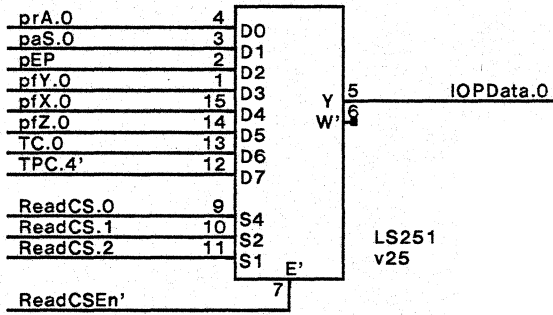 prA.0 4 D0
paS.0 3 D1
pEP 2 D2
pfY.0 1 D3
pfX.0 15 D4
pfZ.0 14 D5
TC.0 13 D6
TPC.4' 12 D7
Y 5 IOPData.0
W' 6
ReadCS.0 9 S4
ReadCS.1 10 S2
ReadCS.2 11 S1
LS251
v25
E'
7
ReadCSEn'